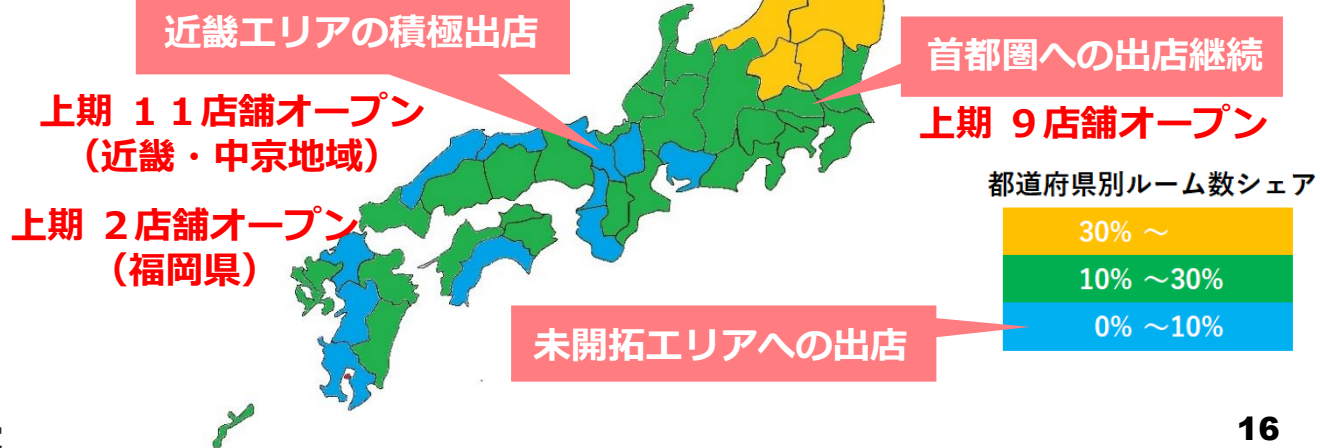 近畿エリアの積極出店
首都圏への出店継続
上期 １１店舗オープン
（近畿・中京地域）
上期 ９店舗オープン
都道府県別ルーム数シェア
上期 ２店舗オープン
（福岡県）
30% ～
10% ～30%
0% ～10%
未開拓エリアへの出店
16